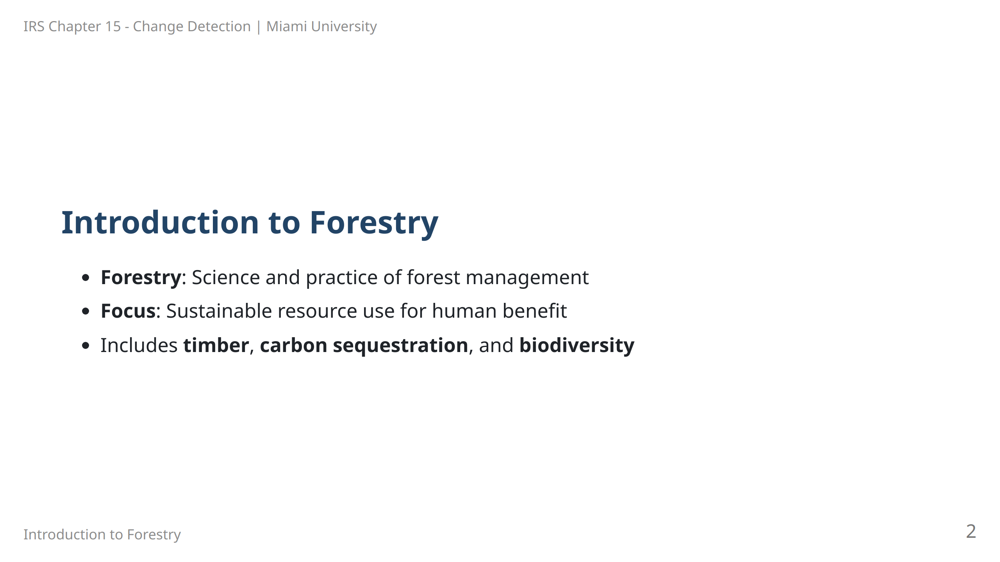 IRS Chapter 15 - Change Detection | Miami University
Introduction to Forestry
• Forestry: Science and practice of forest management
• Focus: Sustainable resource use for human benefit
• Includes timber, carbon sequestration, and biodiversity
Introduction to Forestry
2